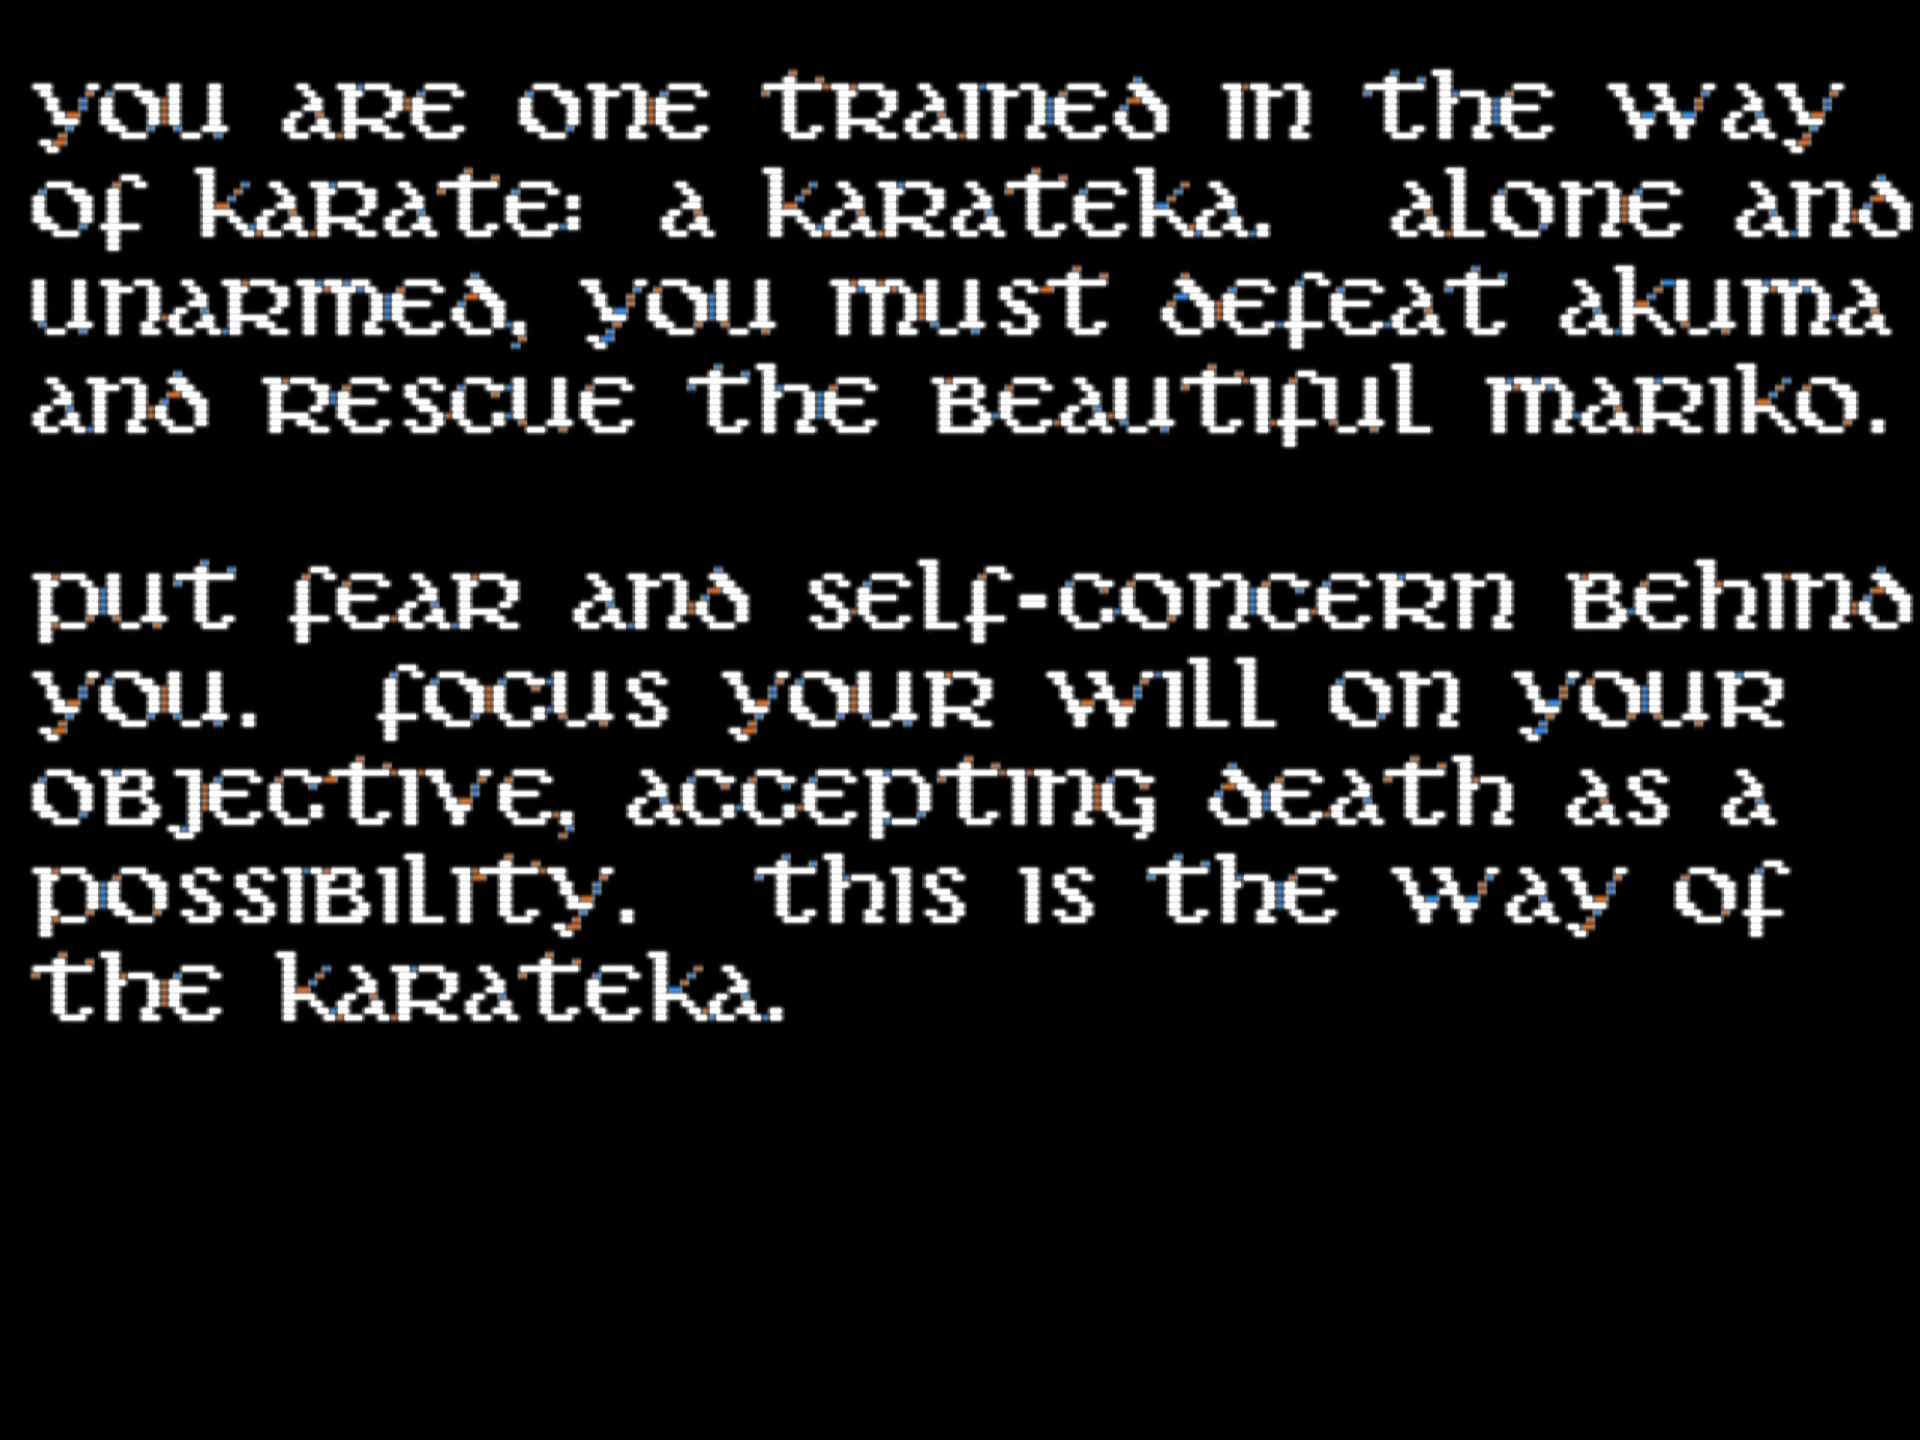 you are one trained in the way
of karate:  a karateka.  alone and
unarmed, you must defeat akuma
and rescue the beautiful mariko.
put fear and self-concern behind
you.  focus your will on your
objective, accepting death as a
possibility.  this is the way of
the karateka.